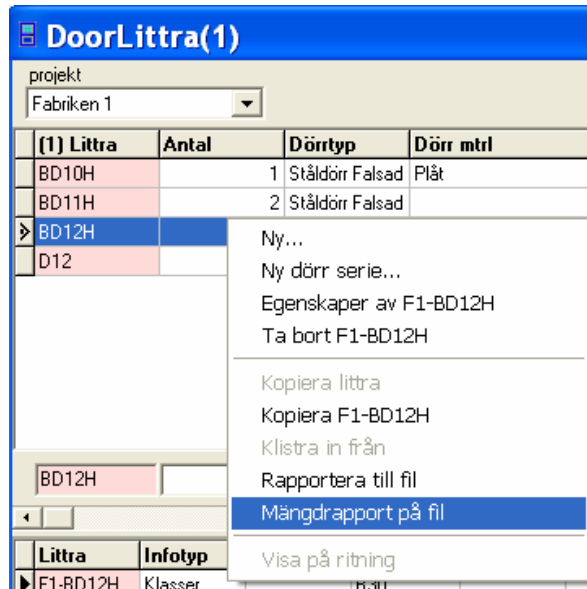 DoorLittra(1)
projekt
Fabriken 1
(1) Littra Antal Dörrtyp Dörr mtrl
BD10H 1 Ståldörr Falsad Plåt
BD11H 2 Ståldörr Falsad
BD12H
D12
Ny...
Ny dörr serie...
Egenskaper av F1-BD12H
Ta bort F1-BD12H
Kopiera littra
Kopiera F1-BD12H
Klistra in från
Rapportera till fil
Mängdrapport på fil
Visa på ritning
BD12H
Littra Infotyp
F1-BD12H Klasser